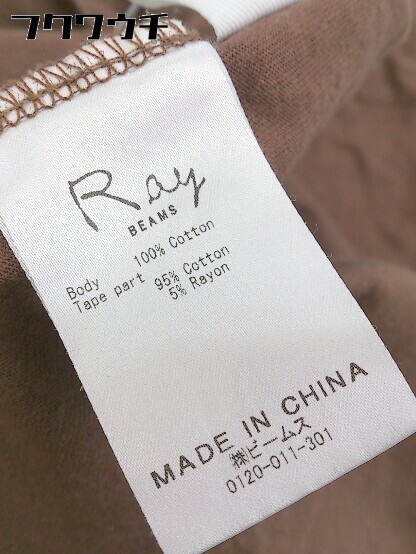 フクウウチ
Ray
BEAMS
Body 100% Cotton
Tape part 95% Cotton
5% Rayon
MADE IN CHINA
㈱ビームス
0120-011-301